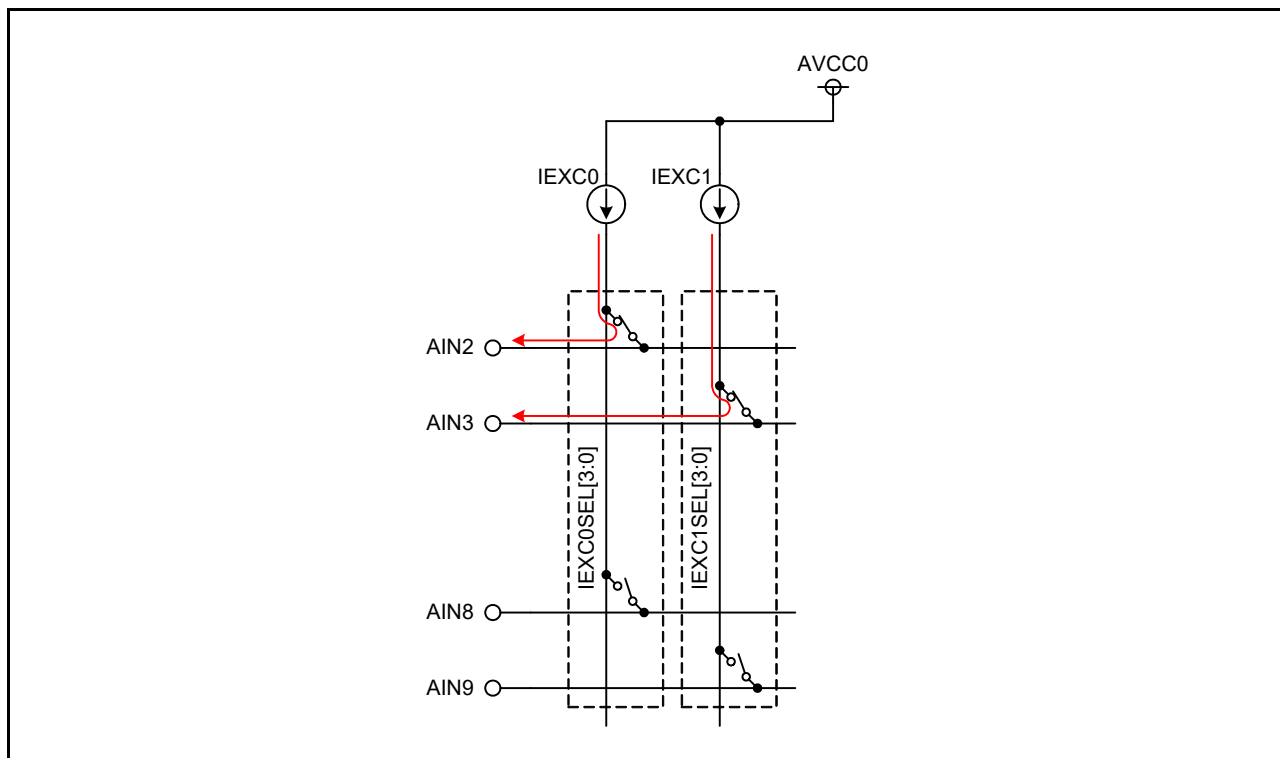 AVCC0
IEXC0
IEXC1
AIN2
AIN3
IEXC0SEL[3:0]
IEXC1SEL[3:0]
AIN8
AIN9